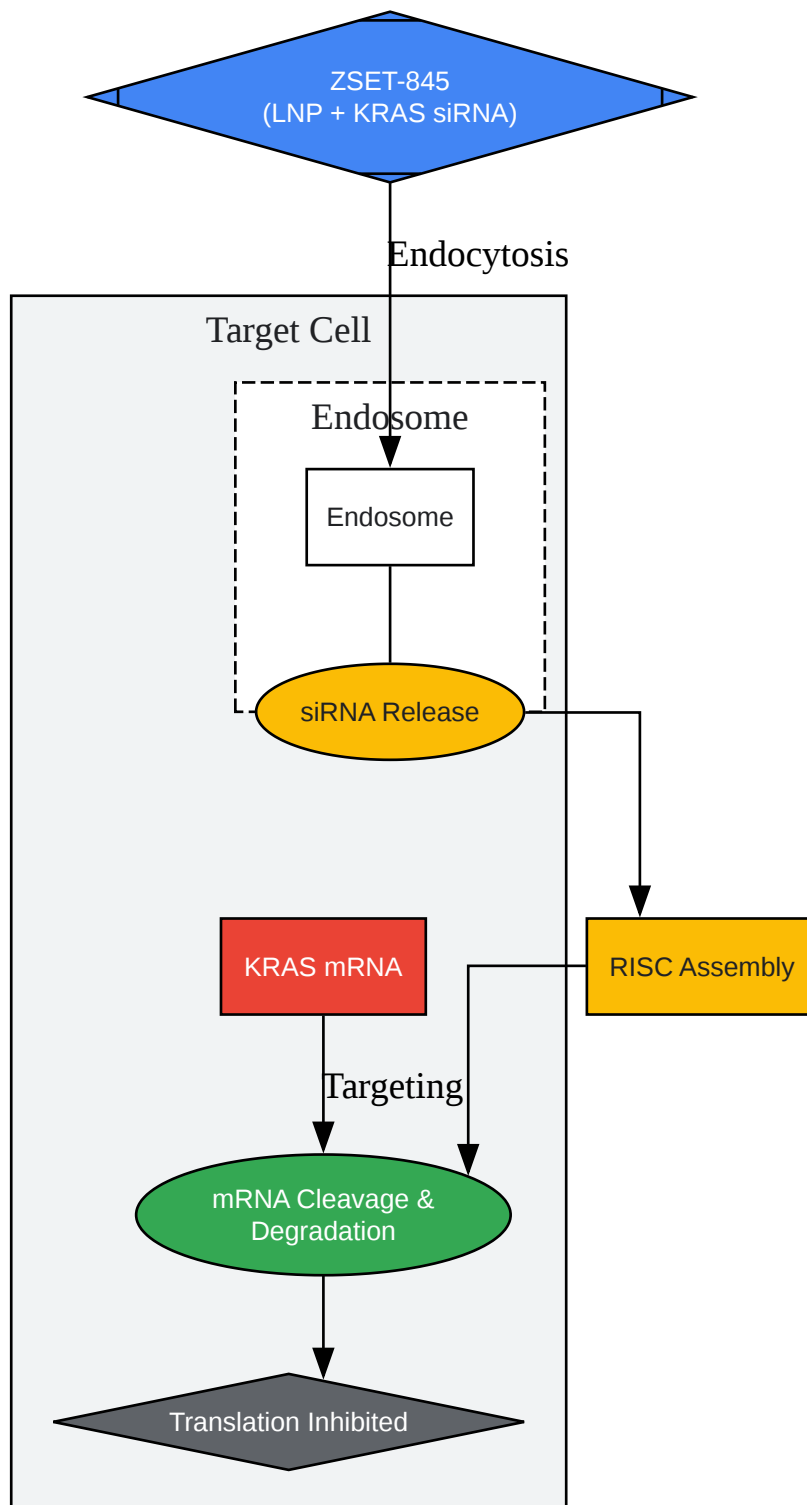 ZSET-845
(LNP + KRAS siRNA)
Endocytosis
Target Cell
Endosome
Endosome
siRNA Release
KRAS mRNA
RISC Assembly
Targeting
mRNA Cleavage &
Degradation
Translation Inhibited